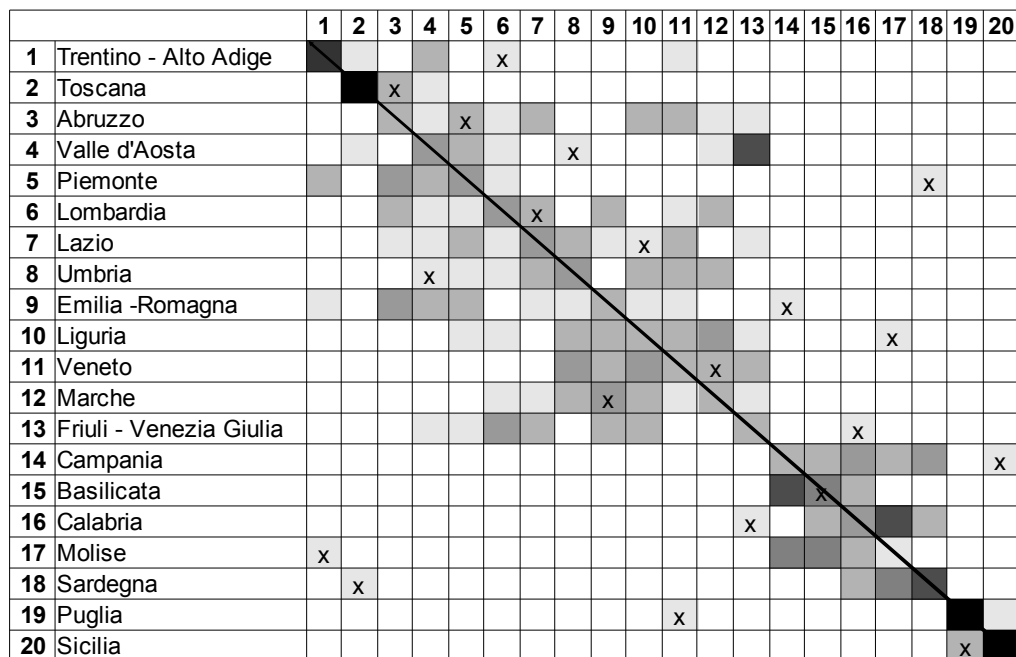 1 2 3 4 5 6 7 8 9 10 11 12 13 14 15 16 17 18 19 20
1 Trentino - Alto Adige x
2 Toscana x
3 Abruzzo x
4 Valle d'Aosta x
5 Piemonte x
6 Lombardia x
7 Lazio x
8 Umbria x
9 Emilia -Romagna x
10 Liguria x
11 Veneto x
12 Marche x
13 Friuli - Venezia Giulia x
14 Campania x
15 Basilicata x
16 Calabria x
17 Molise x
18 Sardegna x
19 Puglia x
20 Sicilia x